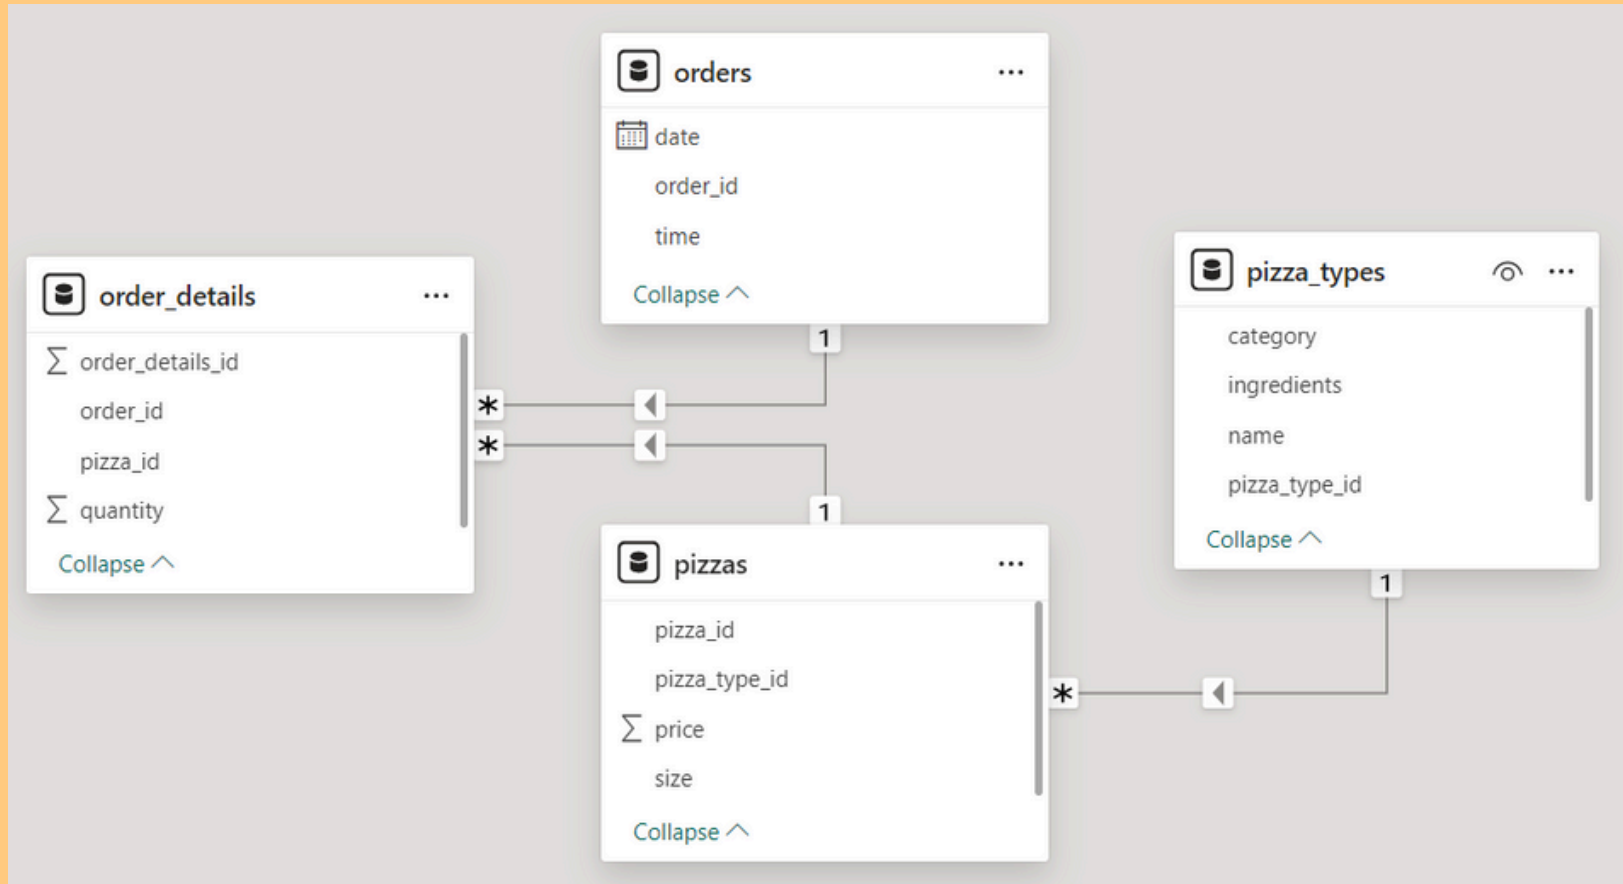 orders
date
order_id
time
Collapse
1
order_details
order_details_id
order_id
pizza_id
quantity
Collapse
*
*
1
pizzas
pizza_id
pizza_type_id
price
size
Collapse
*
pizza_types
category
ingredients
name
pizza_type_id
Collapse
1